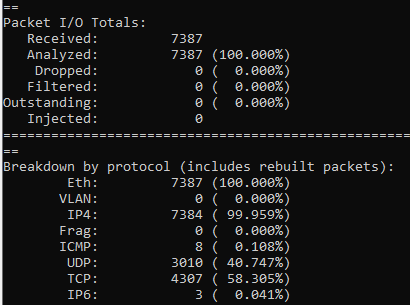 ==
Packet I/O Totals:
   Received:         7387
   Analyzed:         7387 (100.000%)
    Dropped:            0 (  0.000%)
   Filtered:            0 (  0.000%)
Outstanding:            0 (  0.000%)
   Injected:            0
====================================================
==
Breakdown by protocol (includes rebuilt packets):
        Eth:         7387 (100.000%)
       VLAN:            0 (  0.000%)
        IP4:         7384 ( 99.959%)
       Frag:            0 (  0.000%)
       ICMP:            8 (  0.108%)
        UDP:         3010 ( 40.747%)
        TCP:         4307 ( 58.305%)
        IP6:            3 (  0.041%)